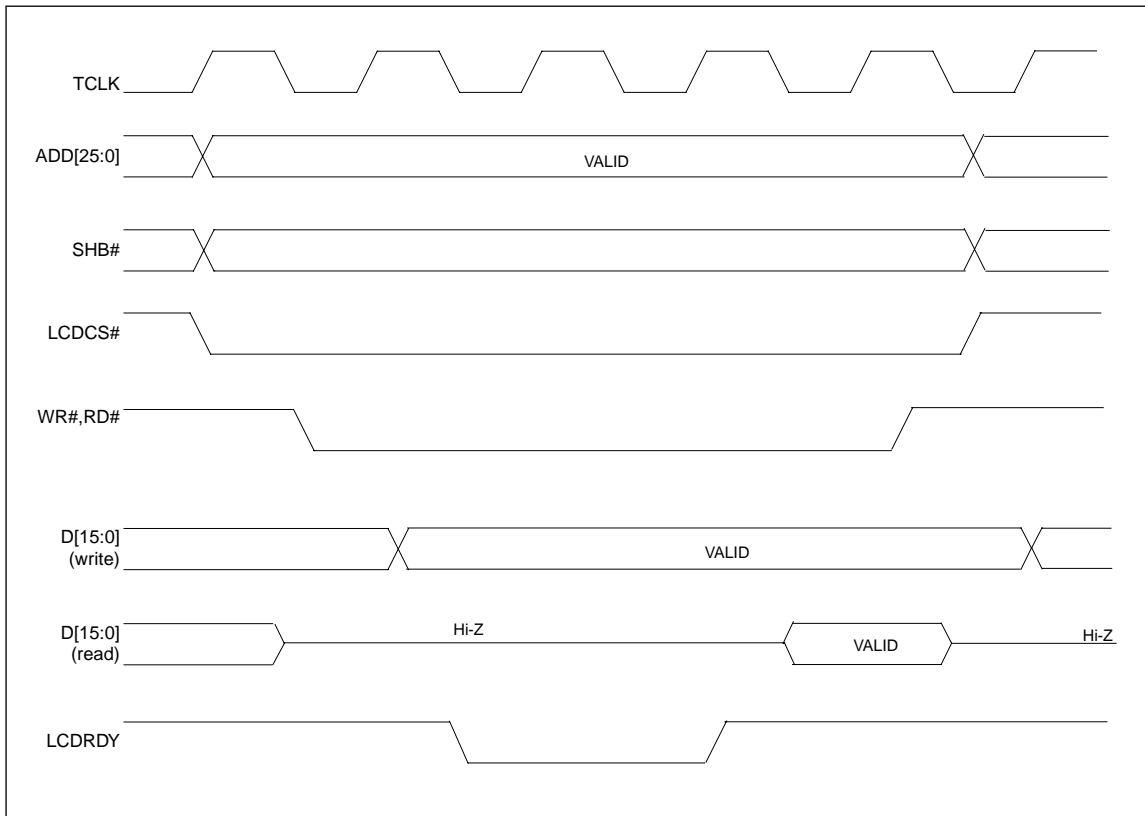 TCLK
ADD[25:0]
VALID
SHB#
LCDCS#
WR#,RD#
D[15:0]
(write)
VALID
D[15:0]
(read)
Hi-Z
VALID
Hi-Z
LCDRDY